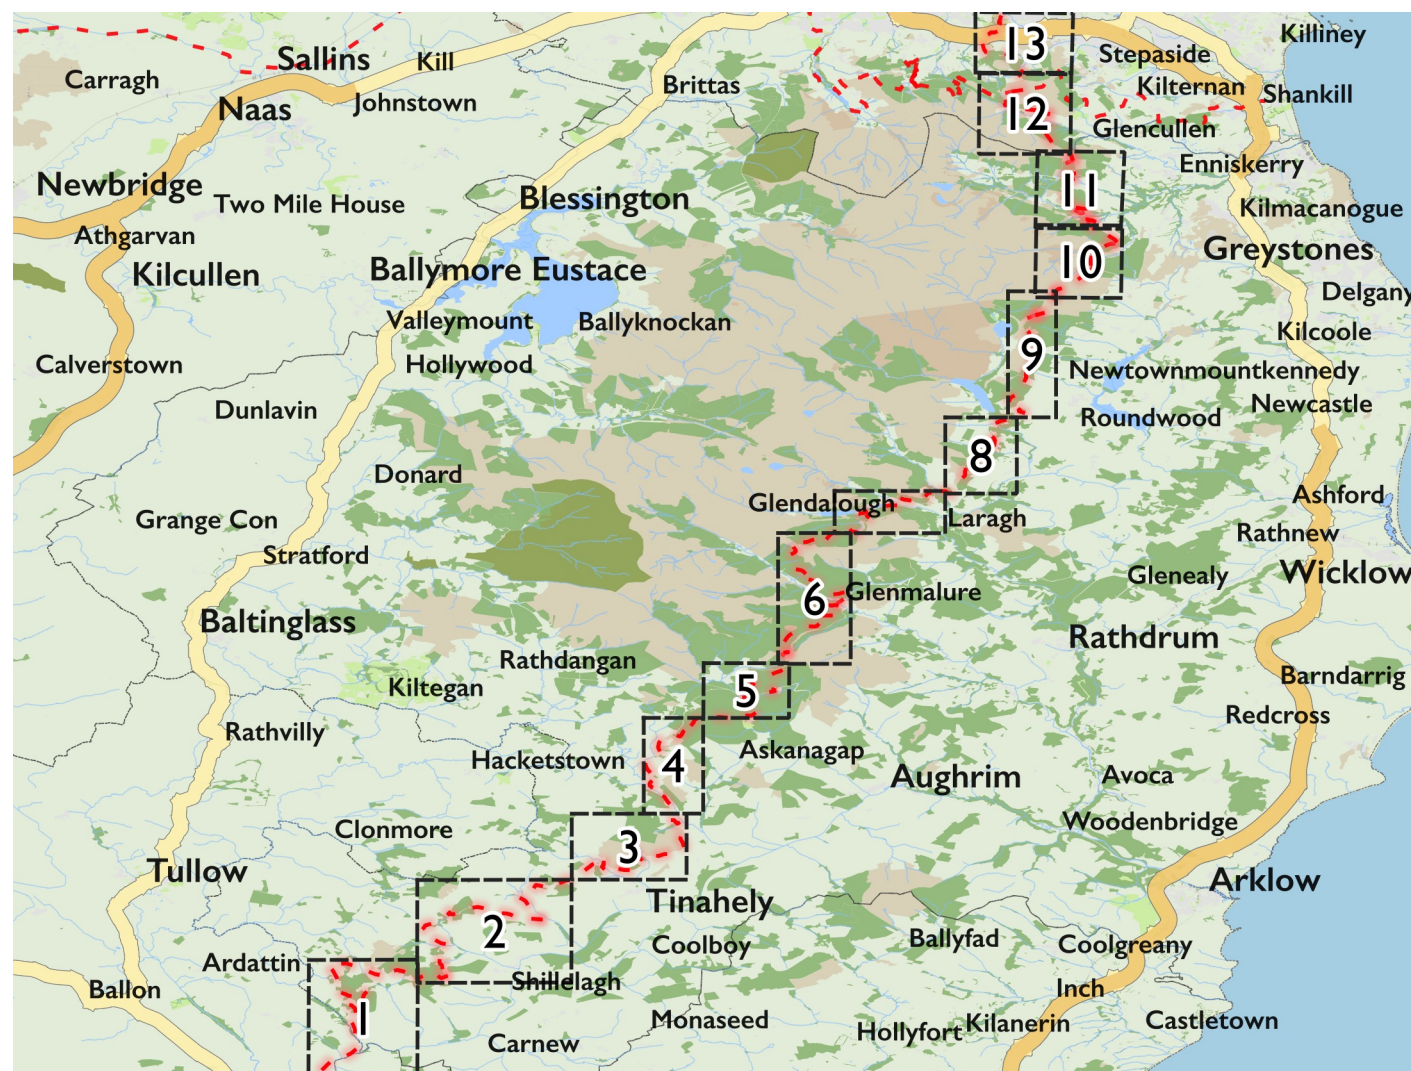 Killiney
13
Stepaside
Sallins
Kill
Carragh
Brittas
Kilternan
Shankill
Naas
Johnstown
12
Glencullen
Enniskerry
Newbridge
Two Mile House
Blessington
11
Kilmacanogue
Athgarvan
Greystones
Kilcullen
Ballymore Eustace
10
Delgany
Valleymount
Ballyknockan
Kilcoole
9
Calverstown
Hollywood
Newtownmountkennedy
Dunlavin
Roundwood
Newcastle
8
Donard
Glendalough
Ashford
Grange Con
Laragh
Rathnew
Stratford
Glenealy
Wicklow
6
Glenmalure
Baltinglass
Rathdrum
Rathdangan
Barndarrig
Kiltegan
5
Redcross
Rathvilly
Hacketstown
4
Askanagap
Aughrim
Avoca
Clonmore
Woodenbridge
3
Tullow
Arklow
Tinahely
2
Coolboy
Ballyfad
Coolgreany
Ardattin
Shillelagh
Ballon
Inch
1
Monaseed
Hollyfort
Kilanerin
Castletown
Carnew